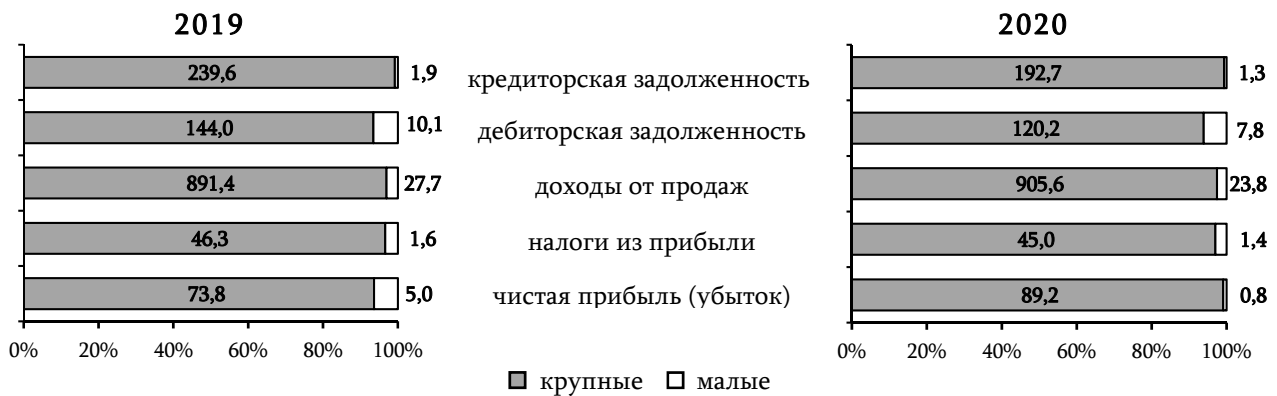 2019 2020
239,6 1,9 кредиторская задолженность 192,7 1,3
144,0 10,1 дебиторская задолженность 120,2 7,8
891,4 27,7 доходы от продаж 905,6 23,8
46,3 1,6 налоги из прибыли 45,0 1,4
73,8 5,0 чистая прибыль (убыток) 89,2 0,8
0% 20% 40% 60% 80% 100% 0% 20% 40% 60% 80% 100%
крупные малые